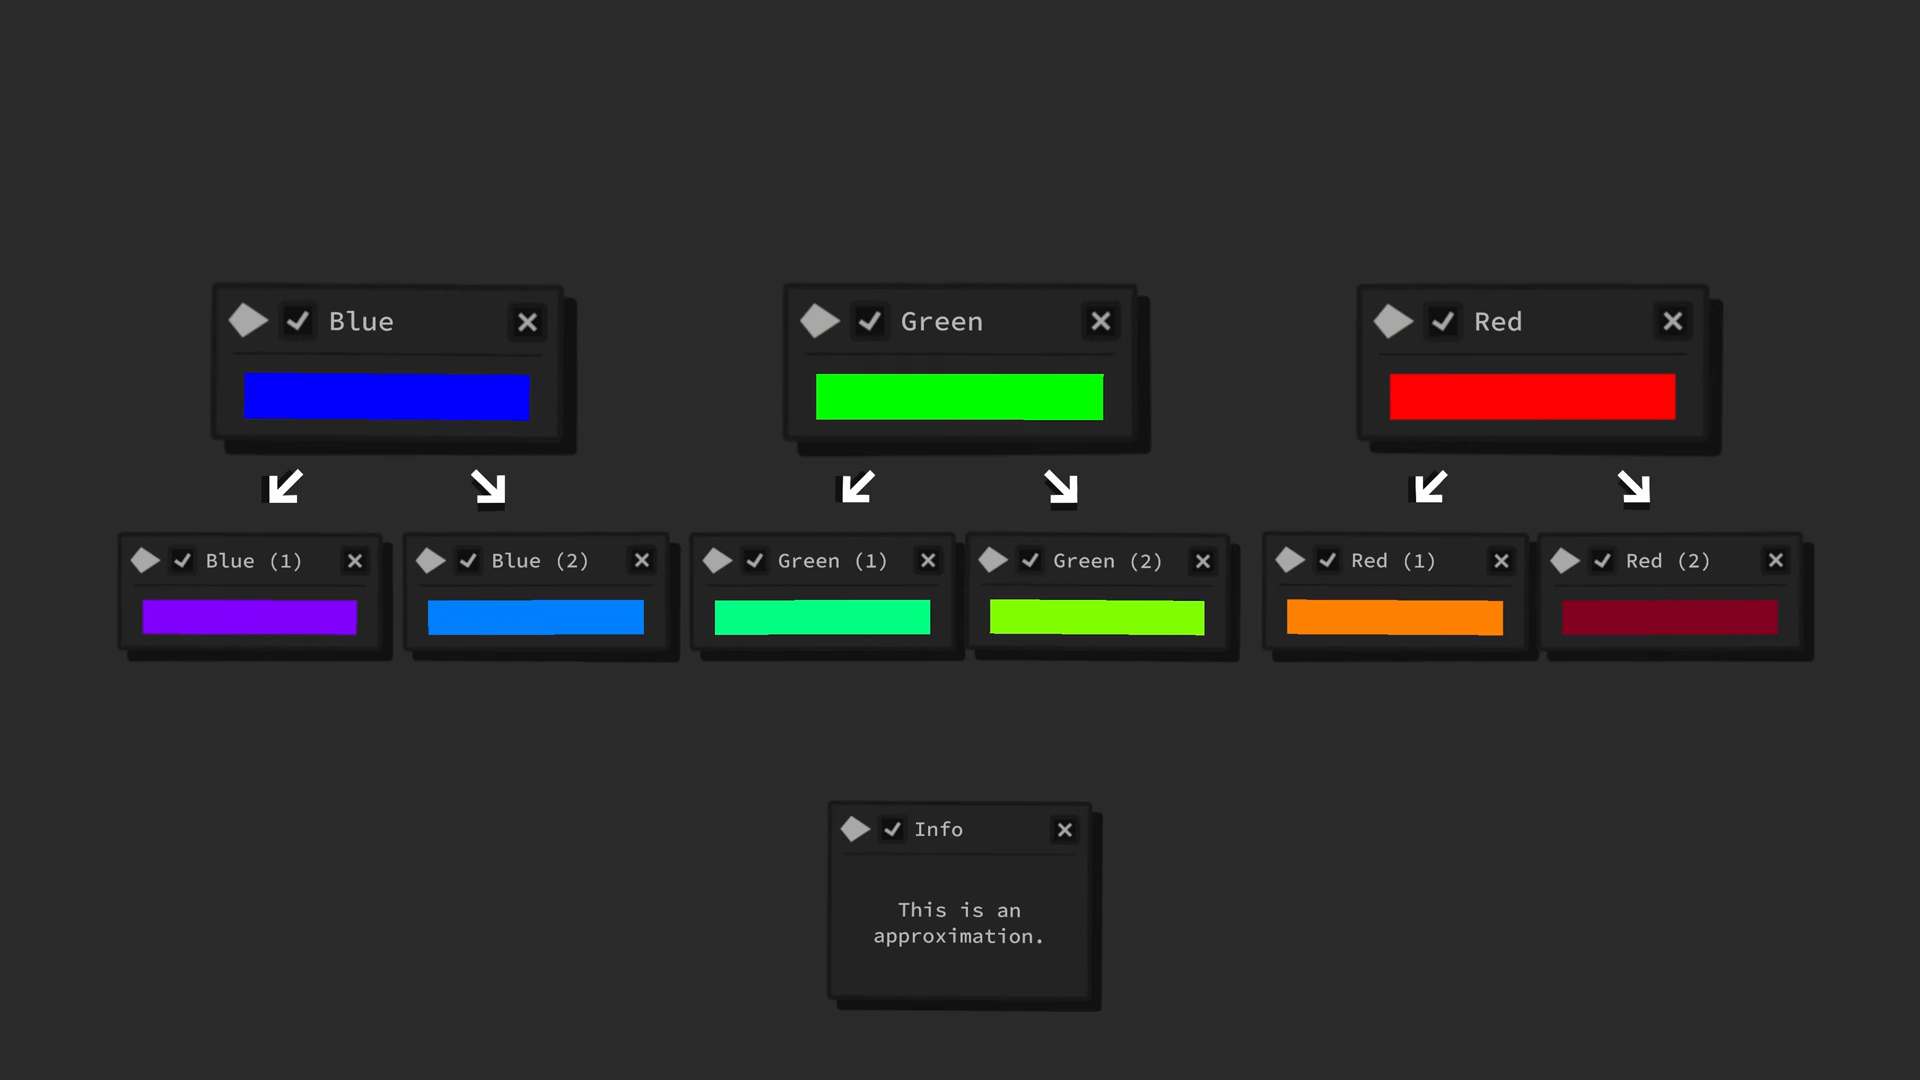 Blue
Green
Red
Blue (1)
Blue (2)
Green (1)
Green (2)
Red (1)
Red (2)
Info
This is an
approximation.